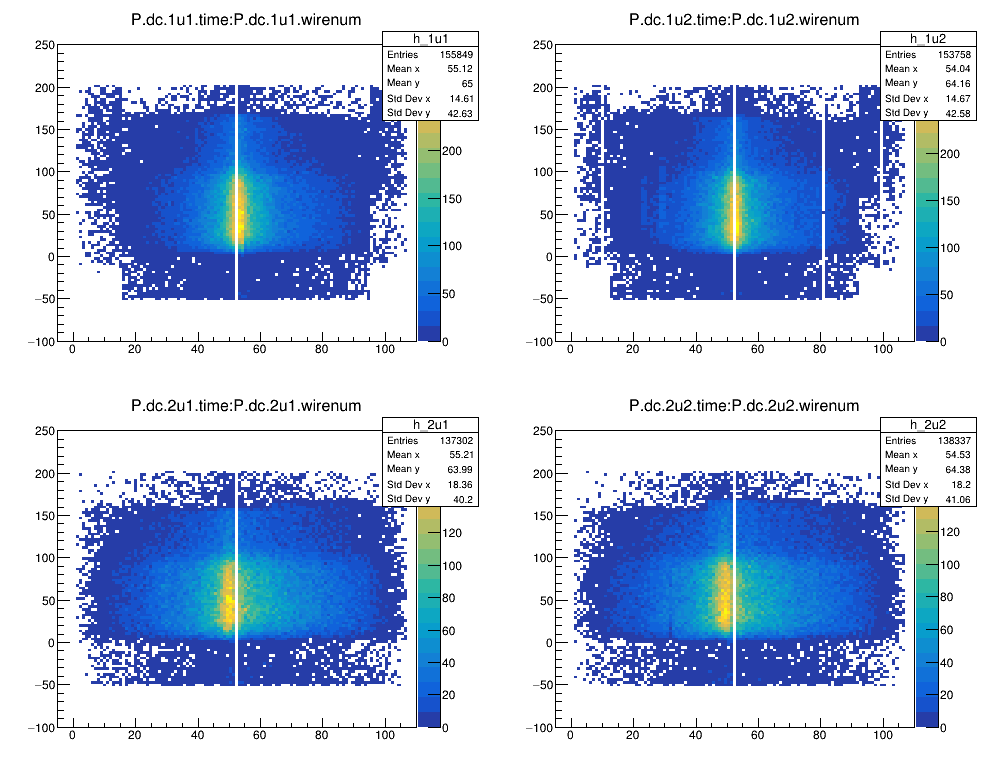 P.dc.1u1.time:P.dc.1u1.wirenum
h_1u1
Entries 155849
Mean x 55.12
Mean y 65
Std Dev x 14.61
Std Dev y 42.63
250
200
150
100
50
0
−50
−100
0 20 40 60 80 100
200
150
100
50
0
P.dc.1u2.time:P.dc.1u2.wirenum
h_1u2
Entries 153758
Mean x 54.04
Mean y 64.16
Std Dev x 14.67
Std Dev y 42.58
250
200
150
100
50
0
−50
−100
0 20 40 60 80 100
200
150
100
50
0
P.dc.2u1.time:P.dc.2u1.wirenum
h_2u1
Entries 137302
Mean x 55.21
Mean y 63.99
Std Dev x 18.36
Std Dev y 40.2
250
200
150
100
50
0
−50
−100
0 20 40 60 80 100
120
100
80
60
40
20
0
P.dc.2u2.time:P.dc.2u2.wirenum
h_2u2
Entries 138337
Mean x 54.53
Mean y 64.38
Std Dev x 18.2
Std Dev y 41.06
250
200
150
100
50
0
−50
−100
0 20 40 60 80 100
120
100
80
60
40
20
0